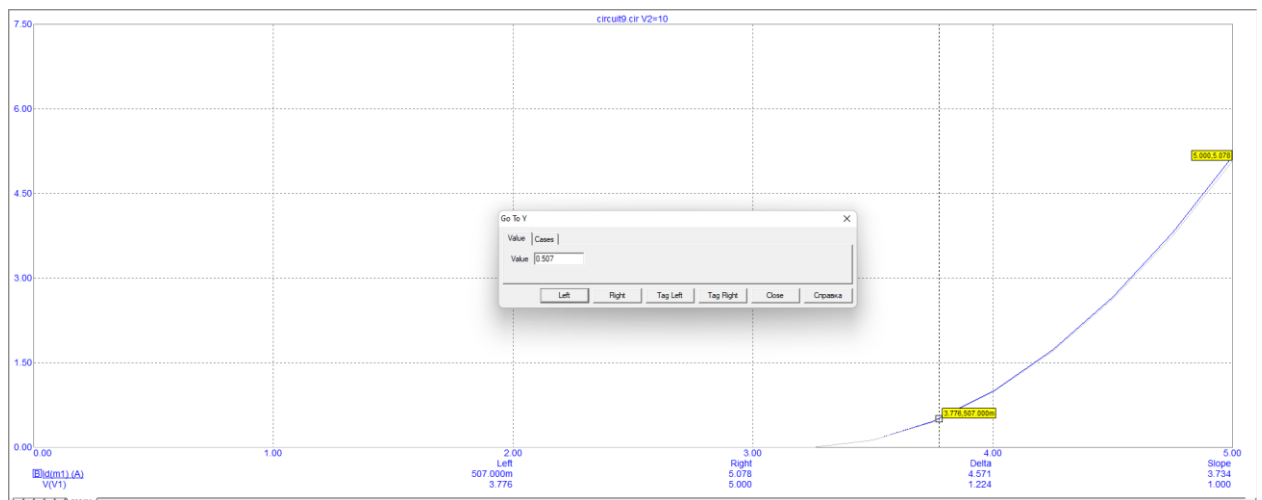 circuit9.cir V2=10
7.50
6.00
4.50
3.00
1.50
0.00
5.000,5.078
Go To Y
Value Cases
Value 0.507
Left Right Tag Left Tag Right Close Справка
3.776,507.000m
0.00 1.00 2.00 3.00 4.00 5.00
Left Right Delta Slope
Id(m1) (A) 507.000m 5.078 4.571 3.734
V(V1) 3.776 5.000 1.224 1.000